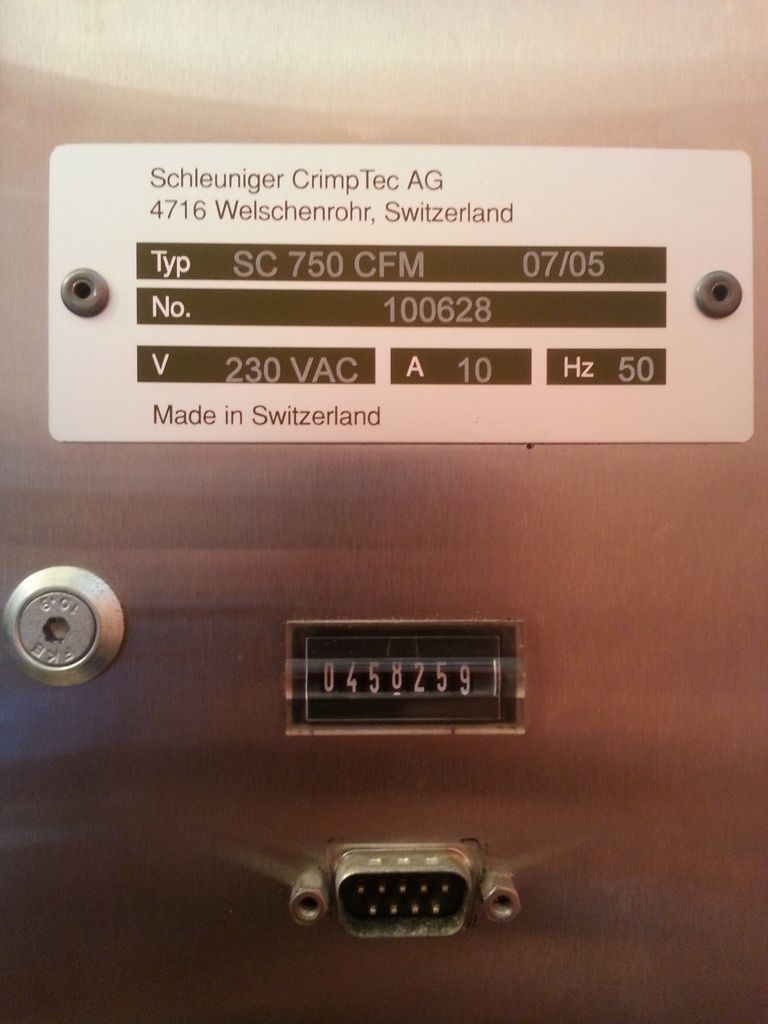 Schleuniger CrimpTec AG
4716 Welschenrohr, Switzerland
Typ SC 750 CFM 07/05
No. 100628
V 230 VAC A 10 Hz 50
Made in Switzerland
0458259